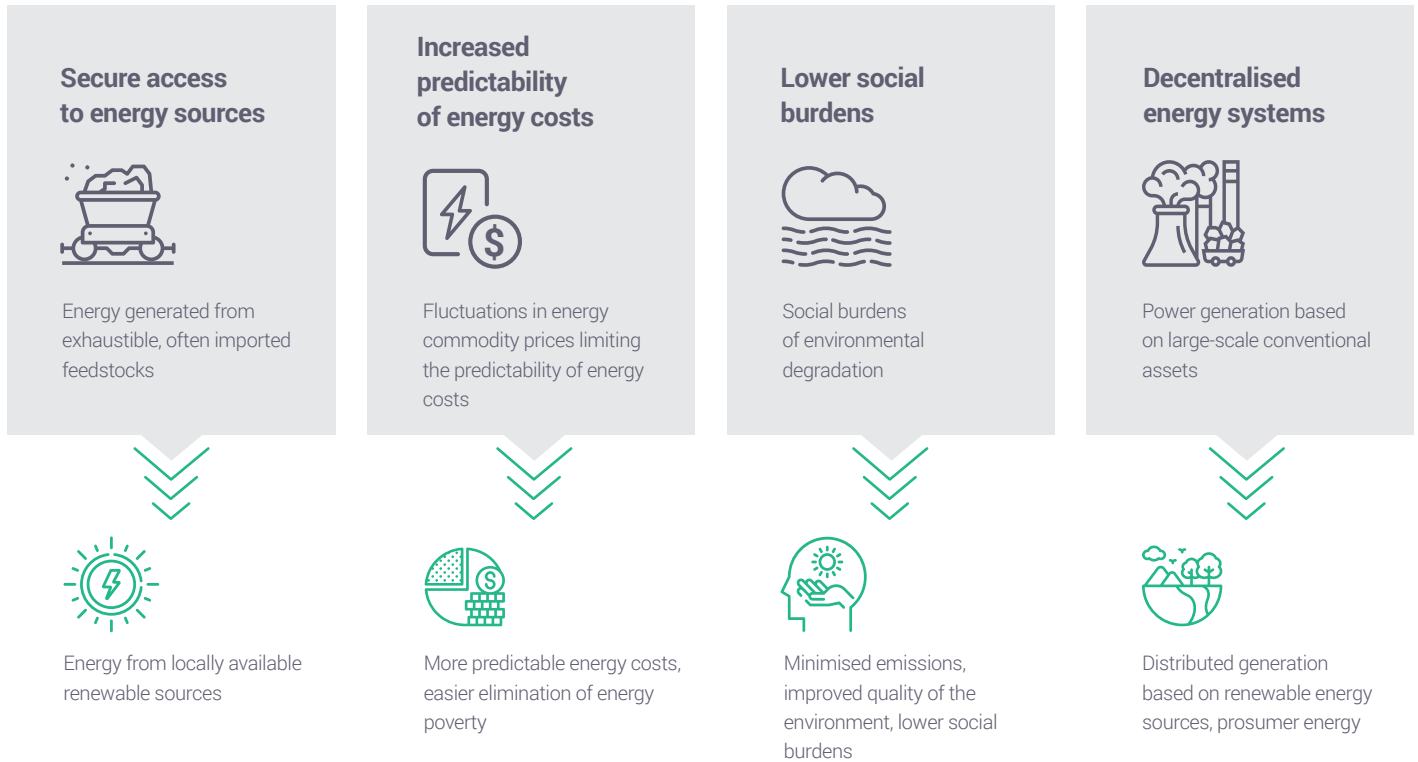 Secure access
to energy sources
Energy generated from
exhaustible, often imported
feedstocks
Energy from locally available
renewable sources
Increased
predictability
of energy costs
$
Fluctuations in energy
commodity prices limiting
the predictability of energy
costs
S
More predictable energy costs,
easier elimination of energy
poverty
Lower social
burdens
Social burdens
of environmental
degradation
Minimised emissions,
improved quality of the
environment, lower social
burdens
Decentralised
energy systems
Power generation based
on large-scale conventional
assets
Distributed generation
based on renewable energy
sources, prosumer energy